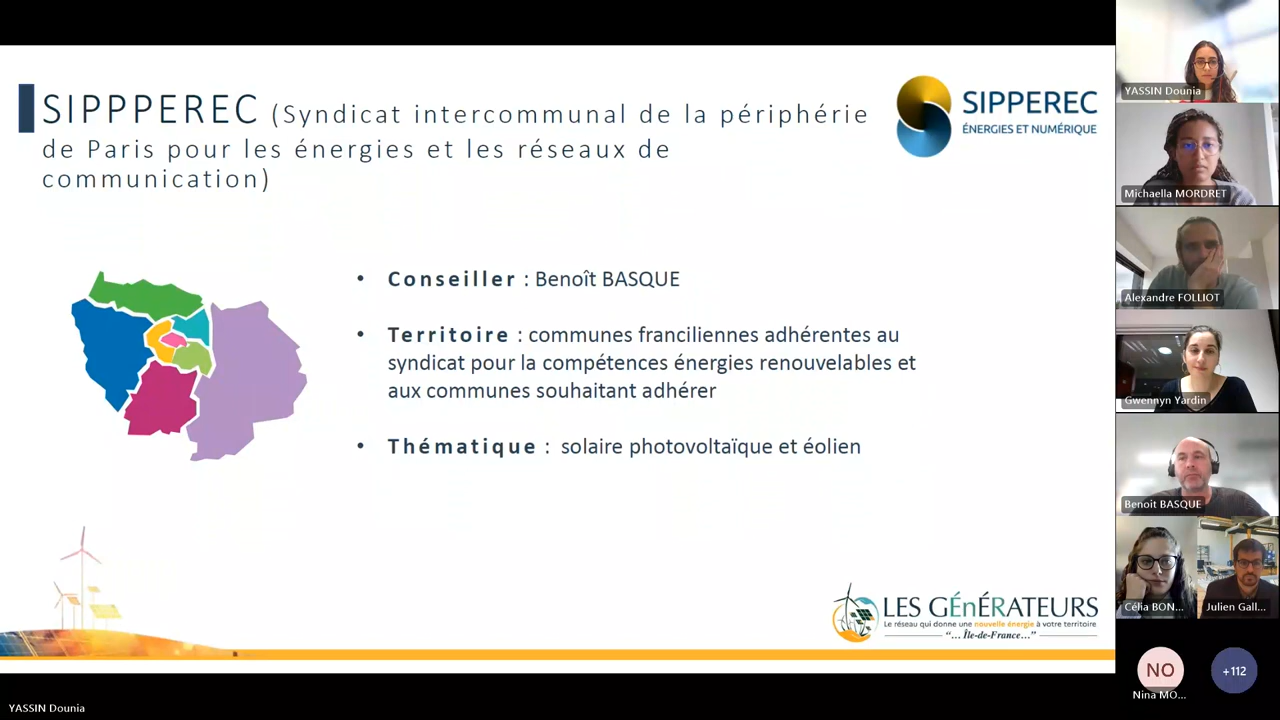 SIPPPEREC (Syndicat intercommunal de la périphérie
de Paris pour les énergies et les réseaux de
communication)
SIPPEREC
ÉNERGIES ET NUMÉRIQUE
• Conseiller : Benoît BASQUE
• Territoire : communes franciliennes adhérentes au
syndicat pour la compétences énergies renouvelables et
aux communes souhaitant adhérer
• Thématique : solaire photovoltaïque et éolien
LES GÉnÉRATEURS
Le réseau qui donne une nouvelle énergie à votre territoire
“... Île-de-France...”
YASSIN Dounia
YASSIN Dounia
Michaella MORDRET
Alexandre FOLLIOT
Gwennyn Yardin
Benoit BASQUE
Célia BON...
Julien Gall...
NO
Nina MO...
+112